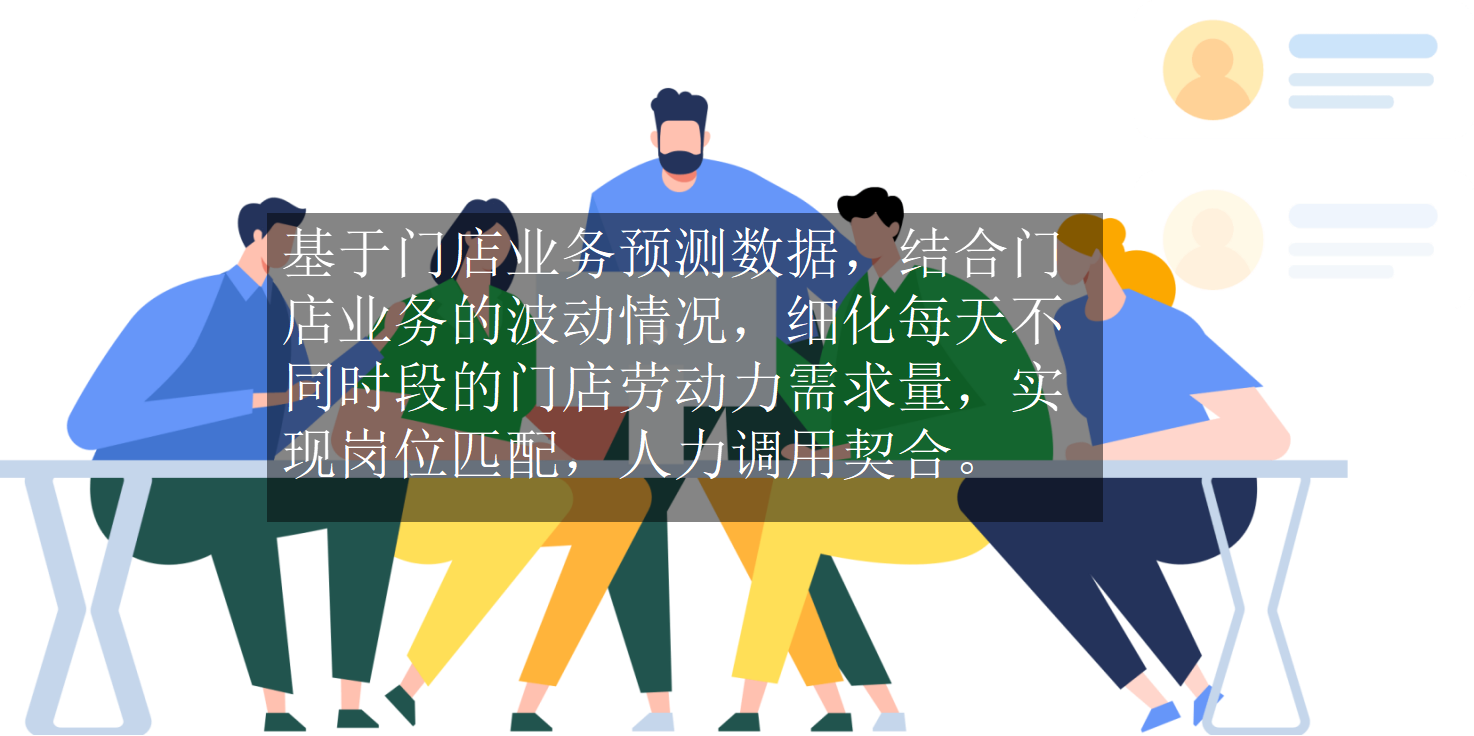 基于门店业务预测数据，结合门
店业务的波动情况，细化每天不
同时段的门店劳动力需求量，实
现岗位匹配，人力调用契合。